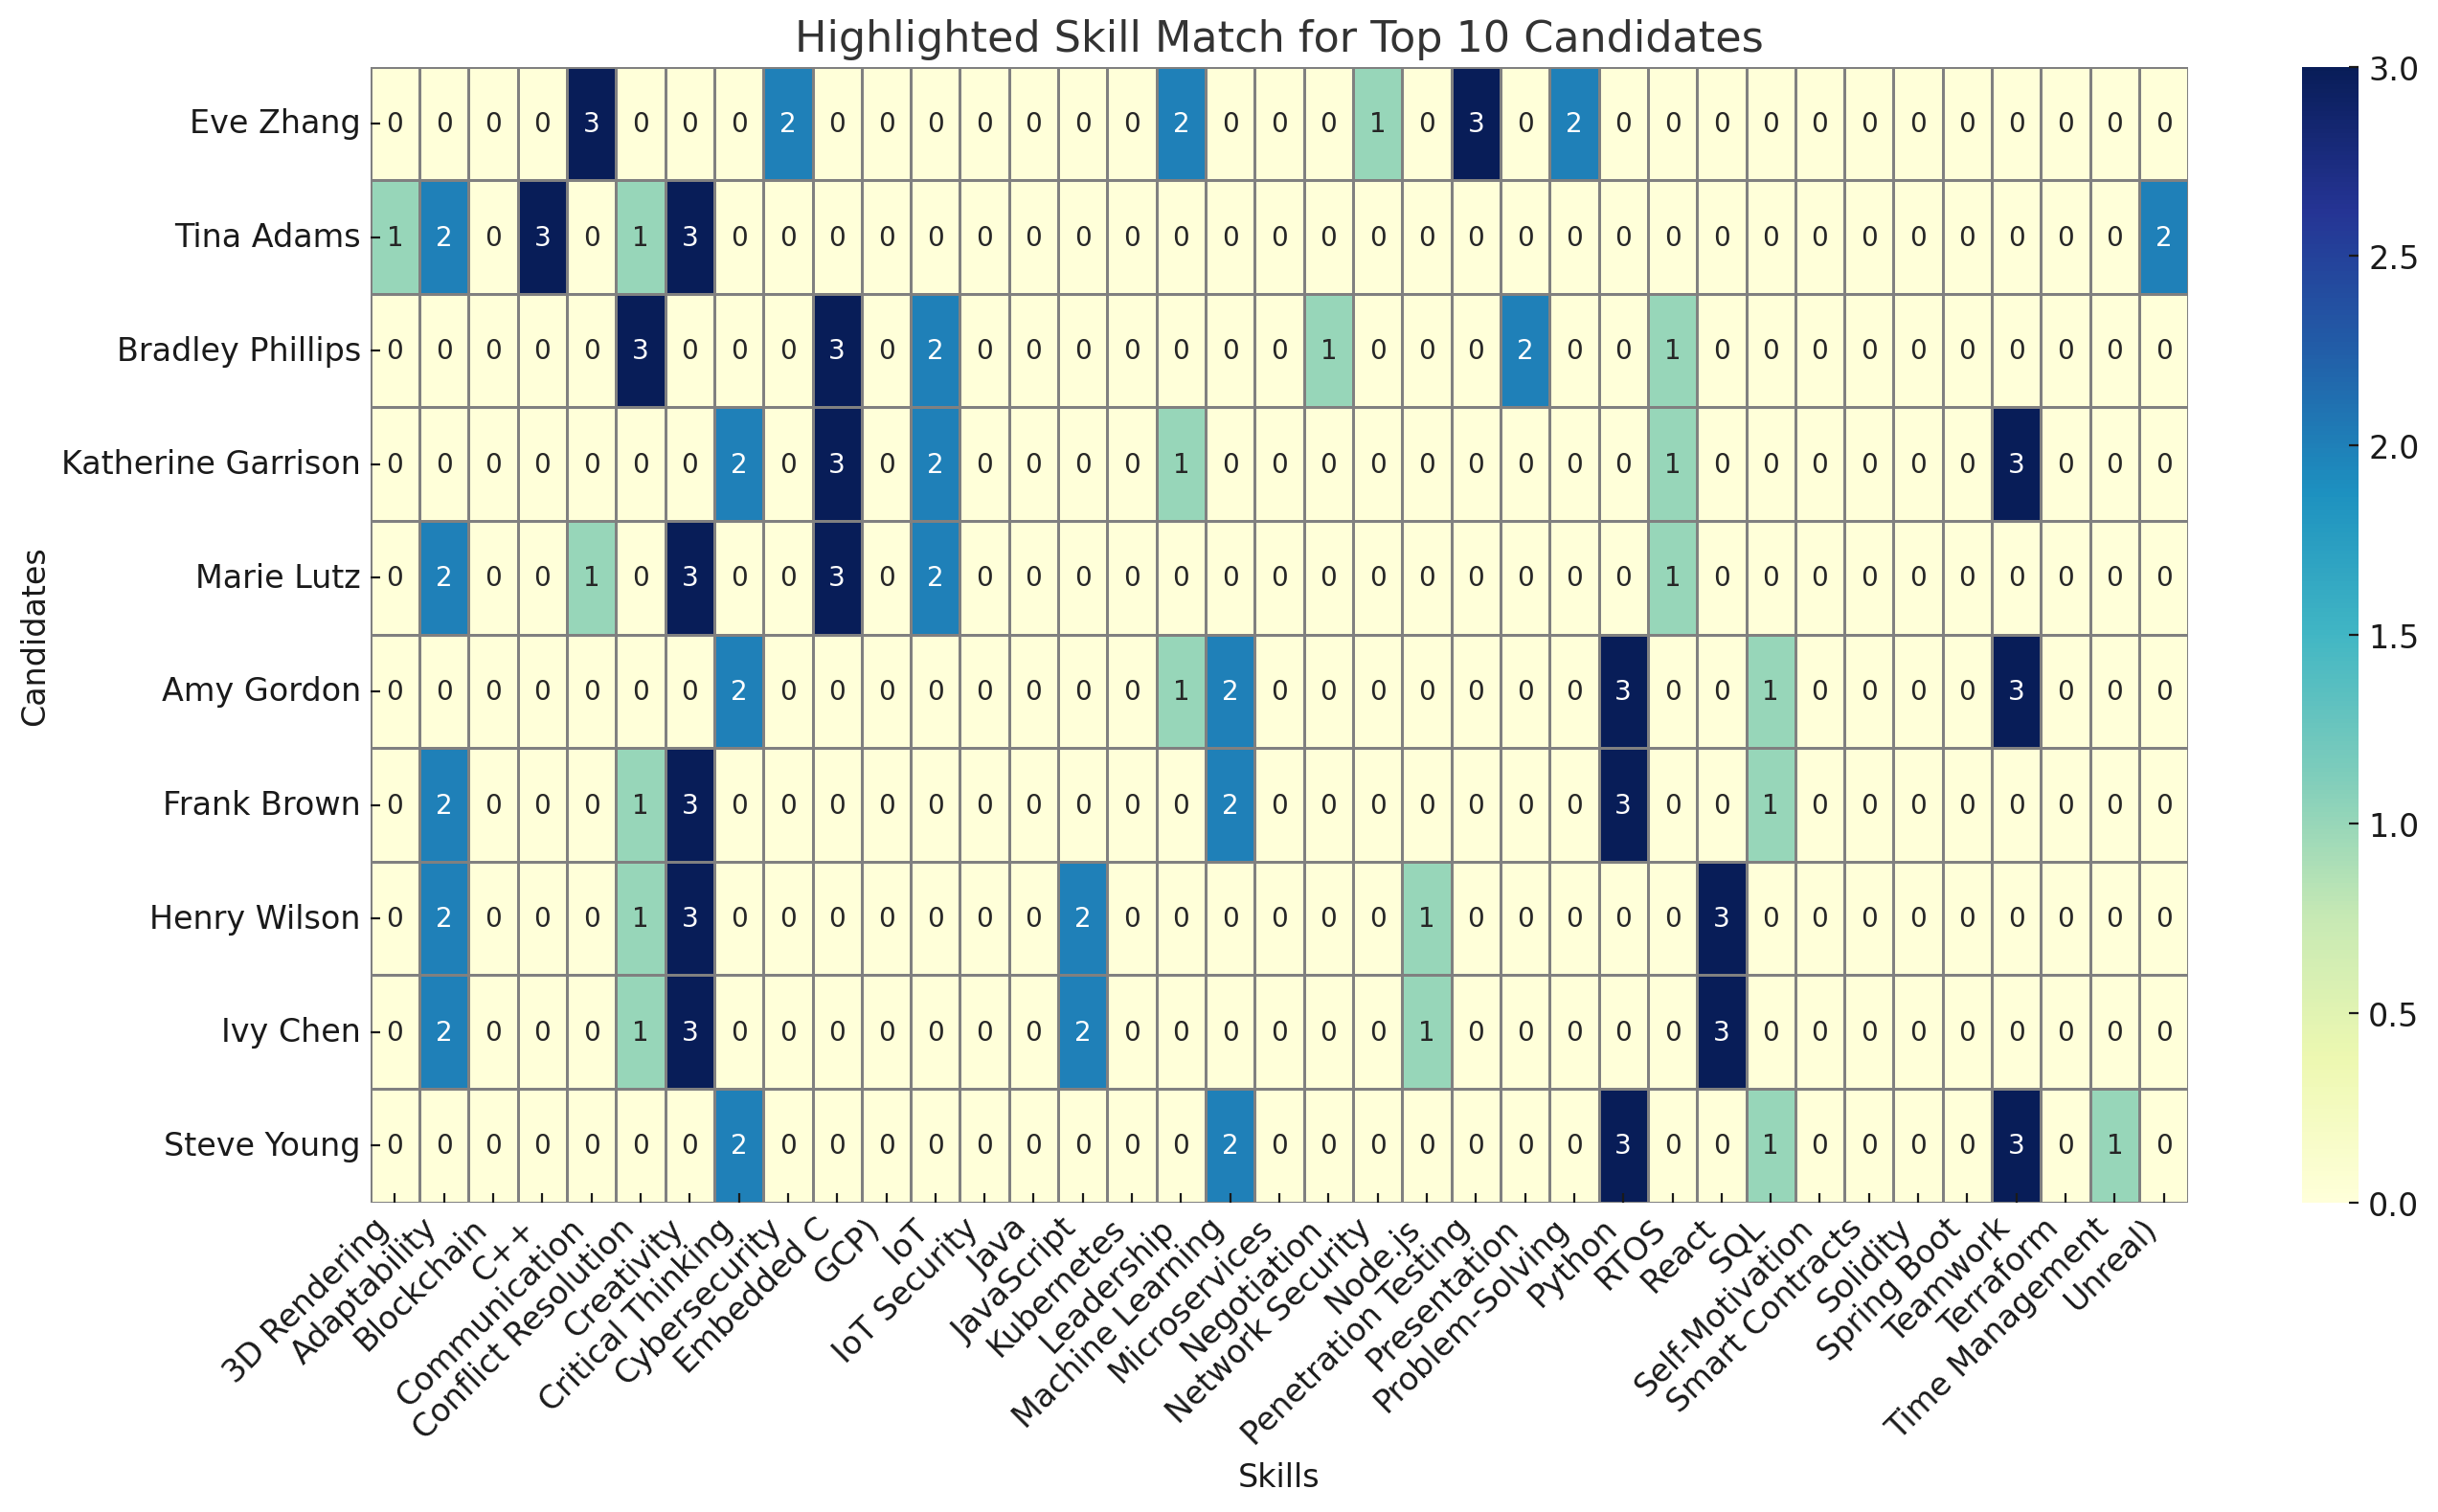 Highlighted Skill Match for Top 10 Candidates
Candidates
Eve Zhang 0 0 0 0 3 0 0 0 2 0 0 0 0 0 0 0 2 0 0 0 1 0 3 0 2 0 0 0 0 0 0 0 0 0 0 0 0
Tina Adams 1 2 0 3 0 1 3 0 0 0 0 0 0 0 0 0 0 0 0 0 0 0 0 0 0 0 0 0 0 0 0 0 0 0 0 0 2
Bradley Phillips 0 0 0 0 0 3 0 0 0 3 0 2 0 0 0 0 0 0 0 1 0 0 0 2 0 0 1 0 0 0 0 0 0 0 0 0 0
Katherine Garrison 0 0 0 0 0 0 0 2 0 3 0 2 0 0 0 0 1 0 0 0 0 0 0 0 0 0 1 0 0 0 0 0 0 3 0 0 0
Marie Lutz 0 2 0 0 1 0 3 0 0 3 0 2 0 0 0 0 0 0 0 0 0 0 0 0 0 0 1 0 0 0 0 0 0 0 0 0 0
Amy Gordon 0 0 0 0 0 0 0 2 0 0 0 0 0 0 0 0 1 2 0 0 0 0 0 0 0 3 0 0 1 0 0 0 0 3 0 0 0
Frank Brown 0 2 0 0 0 1 3 0 0 0 0 0 0 0 0 0 0 2 0 0 0 0 0 0 0 3 0 0 1 0 0 0 0 0 0 0 0
Henry Wilson 0 2 0 0 0 1 3 0 0 0 0 0 0 0 2 0 0 0 0 0 0 1 0 0 0 0 0 3 0 0 0 0 0 0 0 0 0
Ivy Chen 0 2 0 0 0 1 3 0 0 0 0 0 0 0 2 0 0 0 0 0 0 1 0 0 0 0 0 3 0 0 0 0 0 0 0 0 0
Steve Young 0 0 0 0 0 0 0 2 0 0 0 0 0 0 0 0 0 2 0 0 0 0 0 0 0 3 0 0 1 0 0 0 0 3 0 1 0
3D Rendering
Adaptability
Blockchain
C++
Communication
Conflict Resolution
Creativity
Critical Thinking
Cybersecurity
Embedded C
GCP)
IoT
IoT Security
Java
JavaScript
Kubernetes
Leadership
Machine Learning
Microservices
Negotiation
Network Security
Node.js
Penetration Testing
Presentation
Problem-Solving
Python
RTOS
React
SQL
Self-Motivation
Smart Contracts
Solidity
Spring Boot
Teamwork
Terraform
Time Management
Unreal)
Skills
3.0
2.5
2.0
1.5
1.0
0.5
0.0